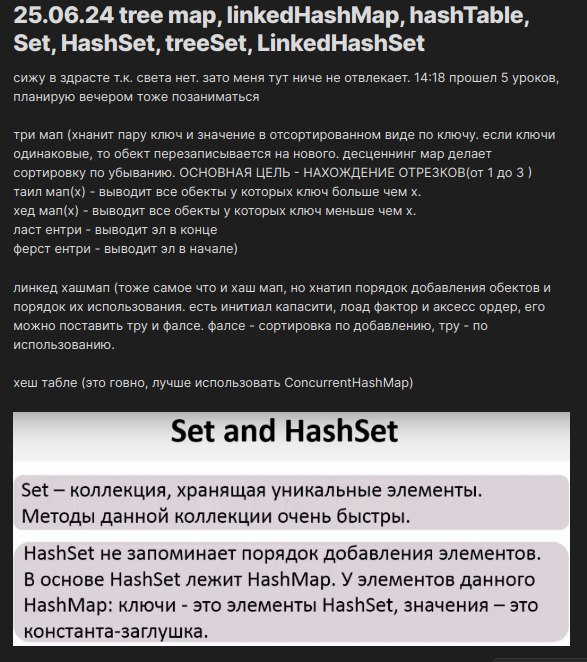 25.06.24 tree map, linkedHashMap, hashTable,
Set, HashSet, treeSet, LinkedHashSet
сижу в здрасте т.к. света нет. зато меня тут ниче не отвлекает. 14:18 прошел 5 уроков,
планирую вечером тоже позаниматься
три мап (хнанит пару ключ и значение в отсортированном виде по ключу. если ключи
одинаковые, то обект перезаписывается на нового. десценнинг мар делает
сортировку по убыванию. ОСНОВНАЯ ЦЕЛЬ - НАХОЖДЕНИЕ ОТРЕЗКОВ(от 1 до 3 )
таил мап(х) - выводит все обекты у которых ключ больше чем х.
хед мап(х) - выводит все обекты у которых ключ меньше чем х.
ласт ентри - выводит эл в конце
ферст ентри - выводит эл в начале)
линкед хашмап (тоже самое что и хаш мап, но хнатип порядок добавления обектов и
порядок их использования. есть инитиал капасити, лоад фактор и аксесс ордер, его
можно поставить тру и фалсе. фалсе - сортировка по добавлению, тру - по
использованию.
хеш табле (это говно, лучше использовать ConcurrentHashMap)
Set and HashSet
Set – коллекция, хранящая уникальные элементы.
Методы данной коллекции очень быстры.
HashSet не запоминает порядок добавления элементов.
В основе HashSet лежит HashMap. У элементов данного
HashMap: ключи - это элементы HashSet, значения – это
константа-заглушка.